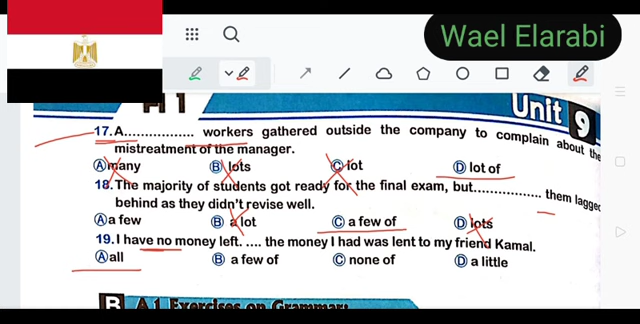 Wael Elarabi
Unit 9
17.A.................. workers gathered outside the company to complain about the
mistreatment of the manager.
A many B lots C lot D lot of
18.The majority of students got ready for the final exam, but................. them lagged
behind as they didn't revise well.
A a few B a lot C a few of D lots
19.I have no money left. .... the money I had was lent to my friend Kamal.
A all B a few of C none of D a little
B A1 Exercises on Grammar: